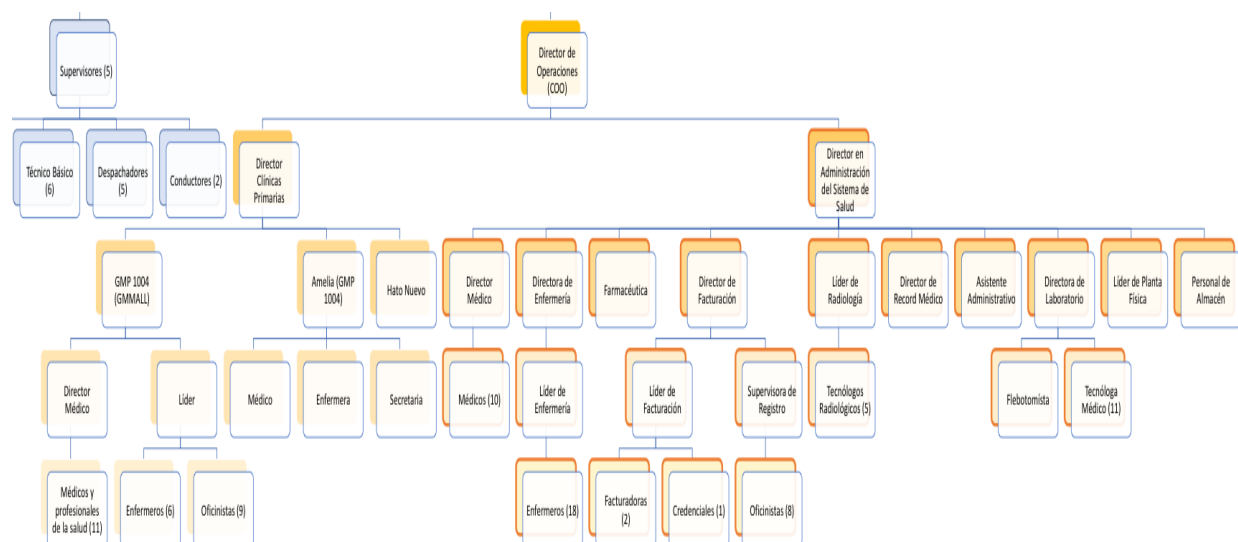 Supervisores (5)
Director de
Operaciones
(COO)
Técnico Básico
(6)
Despachadores
(5)
Conductores (2)
Director
Clínicas
Primarias
Director en
Administración
del Sistema de
Salud
GMP 1004
(GMMALL)
Amelia (GMP
1004)
Hato Nuevo
Director
Médico
Directora de
Enfermería
Farmacéutica
Director de
Facturación
Líder de
Radiología
Director de
Record Médico
Asistente
Administrativo
Directora de
Laboratorio
Líder de Planta
Física
Personal de
Almacén
Director
Médico
Líder
Médico
Enfermera
Secretaria
Médicos (10)
Líder de
Enfermería
Líder de
Facturación
Supervisora de
Registro
Tecnólogos
Radiológicos (5)
Flebotomísta
Tecnóloga
Médico (11)
Médicos y
profesionales
de la salud (11)
Enfermeros (6)
Oficinistas (9)
Enfermeros (18)
Facturadoras
(2)
Credenciales (1)
Oficinistas (8)